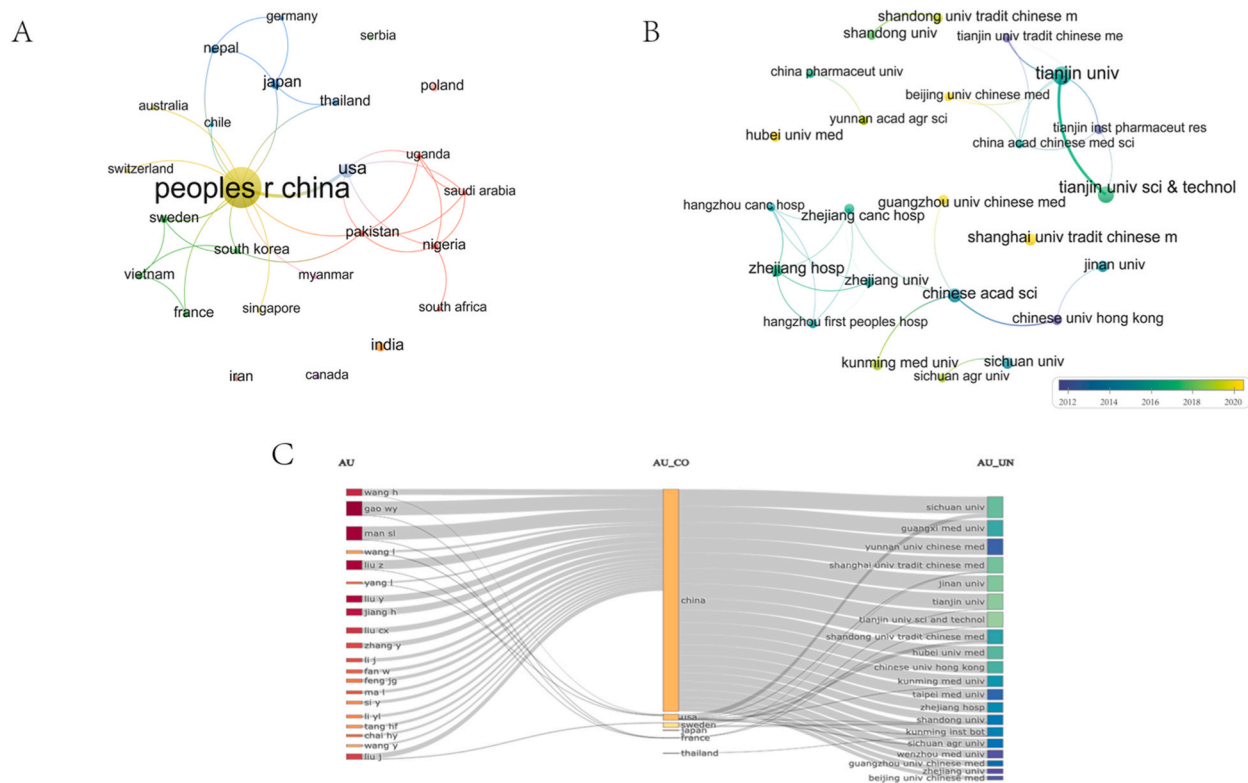 A
germany
nepal
serbia
japan
poland
australia
thailand
chile
uganda
switzerland
usa
peoples r china
saudi arabia
sweden
pakistan
nigeria
south korea
vietnam
myanmar
france
singapore
south africa
india
iran
canada
B
shandong univ tradit chinese m
shandong univ
tianjin univ tradit chinese me
china pharmaceut univ
tianjin univ
beijing univ chinese med
yunnan acad agr sci
tianjin inst pharmaceut res
hubei univ med
china acad chinese med sci
tianjin univ sci & technol
guangzhou univ chinese med
hangzhou canc hosp
zhejiang canc hosp
shanghai univ tradit chinese m
zhejiang hosp
jinan univ
zhejiang univ
chinese acad sci
hangzhou first peoples hosp
chinese univ hong kong
kunming med univ
sichuan univ
sichuan agr univ
2012 2014 2016 2018 2020
C
AU
AU_CO
AU_UN
wang h
gao wy
man sl
wang l
liu z
yang l
liu y
jiang h
liu cx
zhang y
li j
fan w
feng jg
ma l
si y
li yl
tang hf
chai hy
wang y
liu j
china
usa
sweden
japan
france
thailand
sichuan univ
guangxi med univ
yunnan univ chinese med
shanghai univ tradit chinese med
jinan univ
tianjin univ
tianjin univ sci and technol
shandong univ tradit chinese med
hubei univ med
chinese univ hong kong
kunming med univ
taipei med univ
zhejiang hosp
shandong univ
kunming inst bot
sichuan agr univ
wenzhou med univ
guangzhou univ chinese med
zhejiang univ
beijing univ chinese med